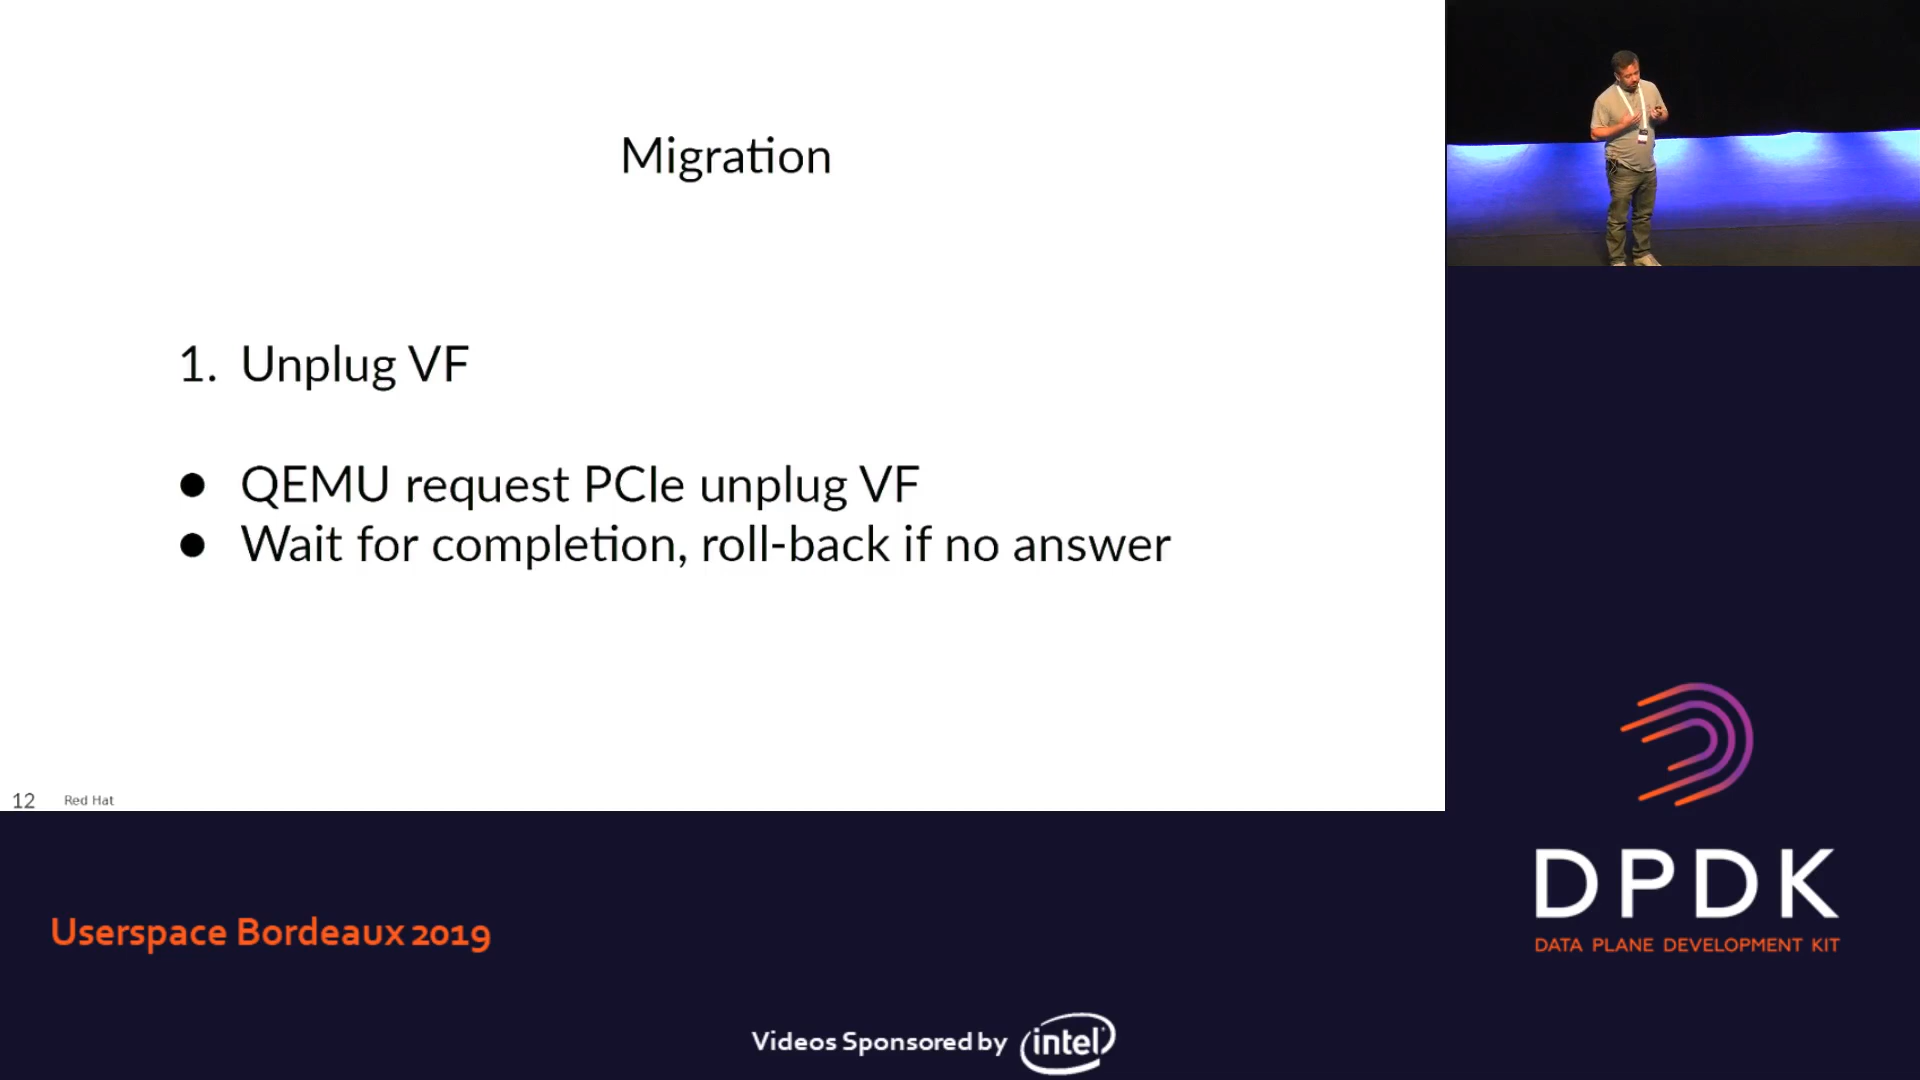 Migration
1. Unplug VF
● QEMU request PCIe unplug VF
● Wait for completion, roll-back if no answer
12 Red Hat
DPDK
DATA PLANE DEVELOPMENT KIT
Userspace Bordeaux 2019
Videos Sponsored by intel